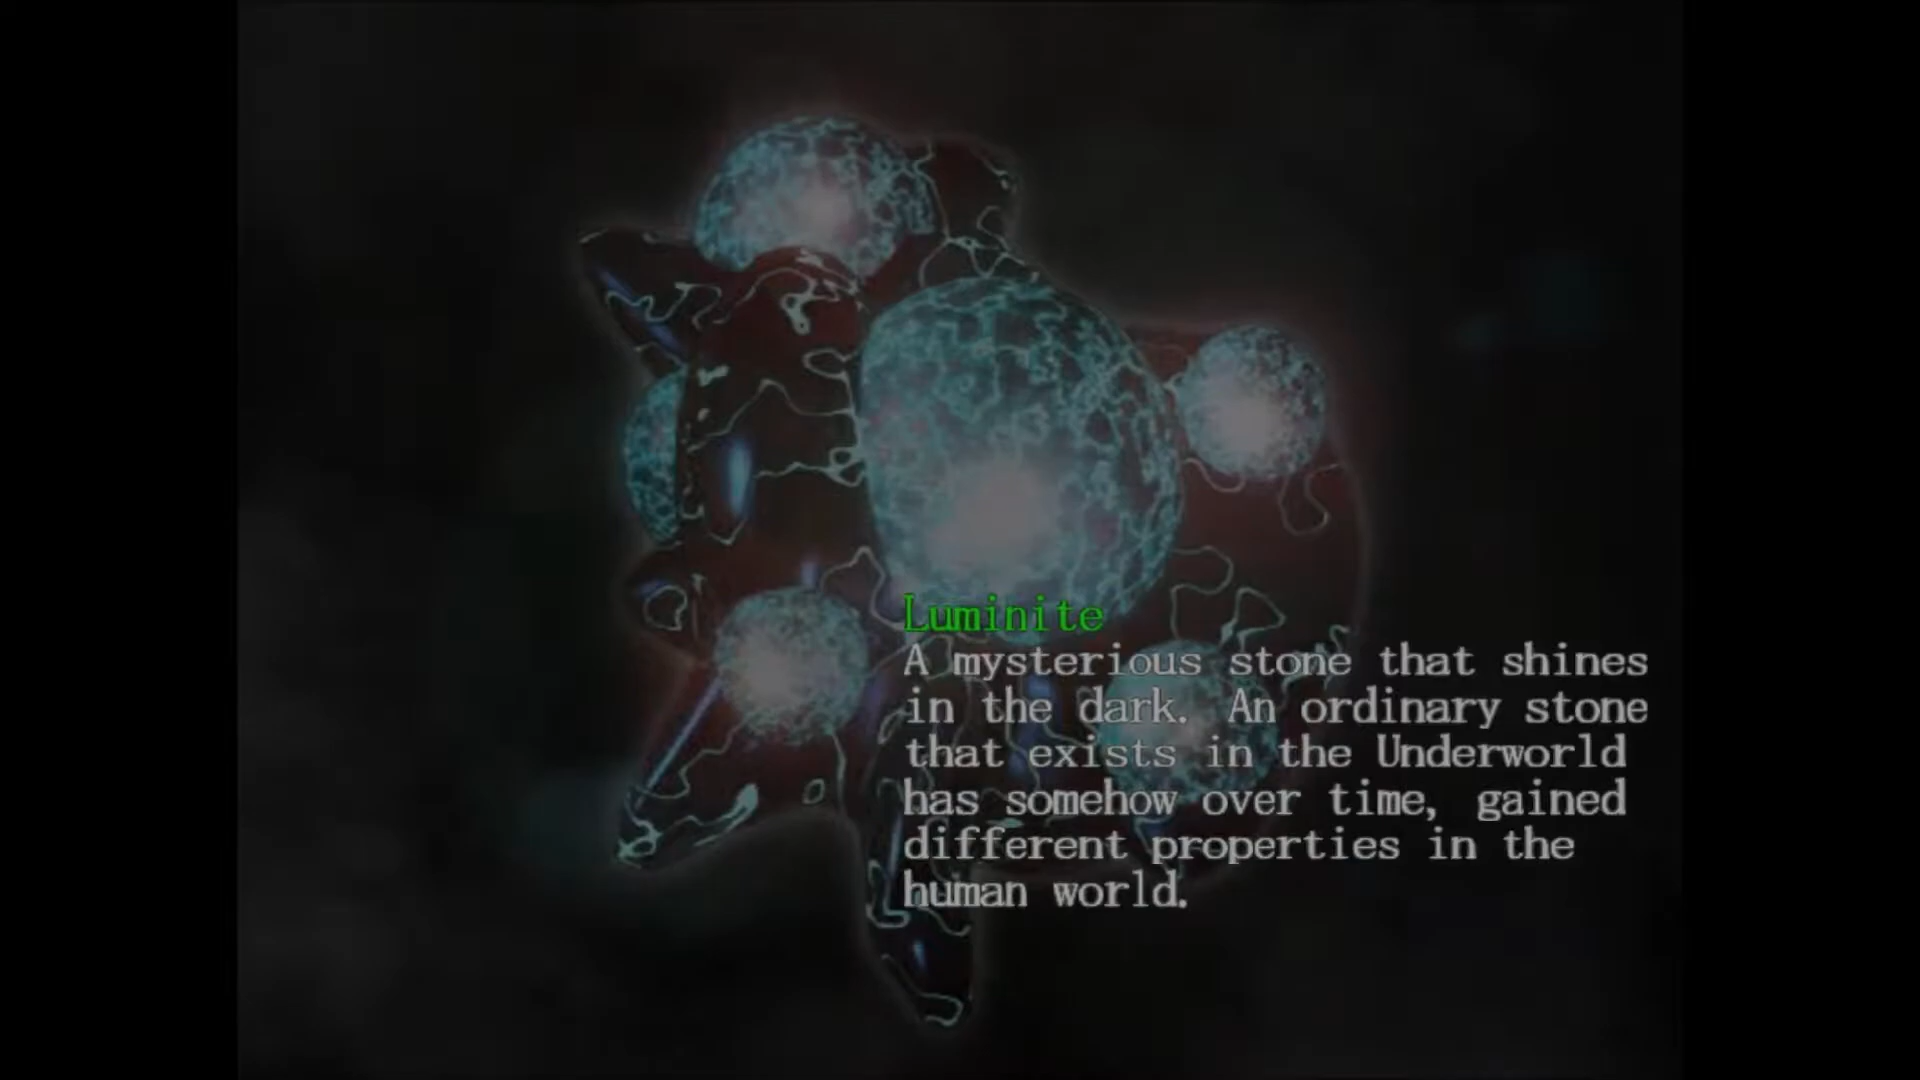 Luminite
A mysterious stone that shines
in the dark. An ordinary stone
that exists in the Underworld
has somehow over time, gained
different properties in the
human world.